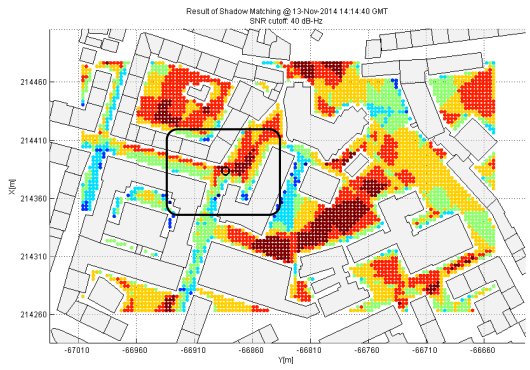 Result of Shadow Matching @ 13-Nov-2014 14:14:40 GMT
SNR cutoff: 40 dB-Hz
X[m]
214460
214410
214360
214310
214260
-67010 -66960 -66910 -66860 -66810 -66760 -66710 -66660
Y[m]